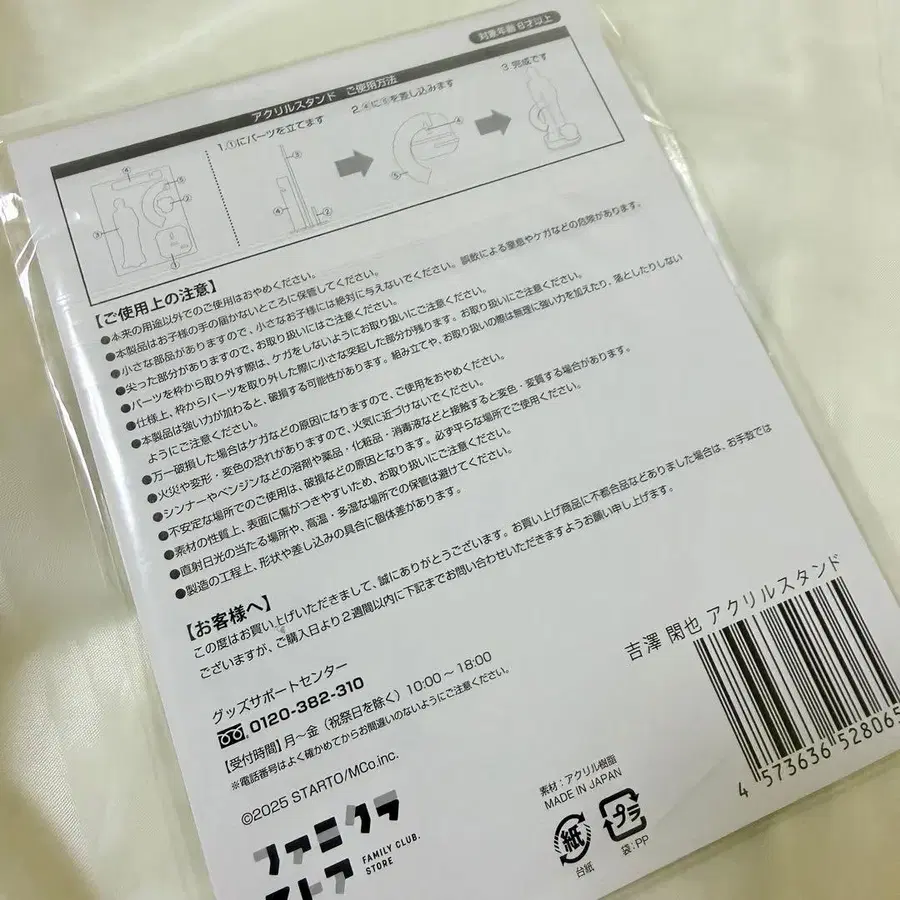 対象年齢 6才以上
アクリルスタンド ご使用方法
1.①にパーツを立てます
2.④に⑤を差し込みます
3.完成です
【ご使用上の注意】
●本来の用途以外でのご使用はおやめください。
●本製品はお子様の手の届かないところに保管してください。
●小さな部品がありますので、小さなお子様には絶対に与えないでください。誤飲による窒息やケガなどの危険があります。
●尖った部分がありますので、お取り扱いにはご注意ください。
●パーツを枠から取り外す際は、ケガをしないようにお取り扱いにご注意ください。
●仕様上、枠からパーツを取り外した際に小さな突起した部分が残ります。お取り扱いにご注意ください。
●本製品は強い力が加わると、破損する可能性があります。組み立てや、お取り扱いの際は無理に強い力を加えたり、落としたりしない
ようにご注意ください。
●万一破損した場合はケガなどの原因になりますので、ご使用をおやめください。
●火災や変形・変色の恐れがありますので、火気に近づけないでください。
●シンナーやベンジンなどの溶剤や薬品・化粧品・消毒液などと接触すると変色・変質する場合があります。
●不安定な場所でのご使用は、破損などの原因となります。必ず平らな場所でご使用ください。
●素材の性質上、表面に傷がつきやすいため、お取り扱いにご注意ください。
●直射日光の当たる場所や、高温・多湿な場所での保管は避けてください。
●製造の工程上、形状や差し込みの具合に個体差があります。
【お客様へ】
この度はお買い上げいただきまして、誠にありがとうございます。お買い上げ商品に不都合品などありました場合は、お手数では
ございますが、ご購入日より2週間以内に下記までお問い合わせいただきますようお願い申し上げます。
グッズサポートセンター
0120-382-310
【受付時間】月〜金（祝祭日を除く）10:00〜18:00
※電話番号はよく確かめてからお間違いのないようにご注意ください。
©2025 STARTO/MCo.inc.
ファミクラ
ストア
FAMILY CLUB.
STORE
吉澤 閑也 アクリルスタンド
4 573636 528065
素材：アクリル樹脂
MADE IN JAPAN
紙
台紙
プラ
袋：PP